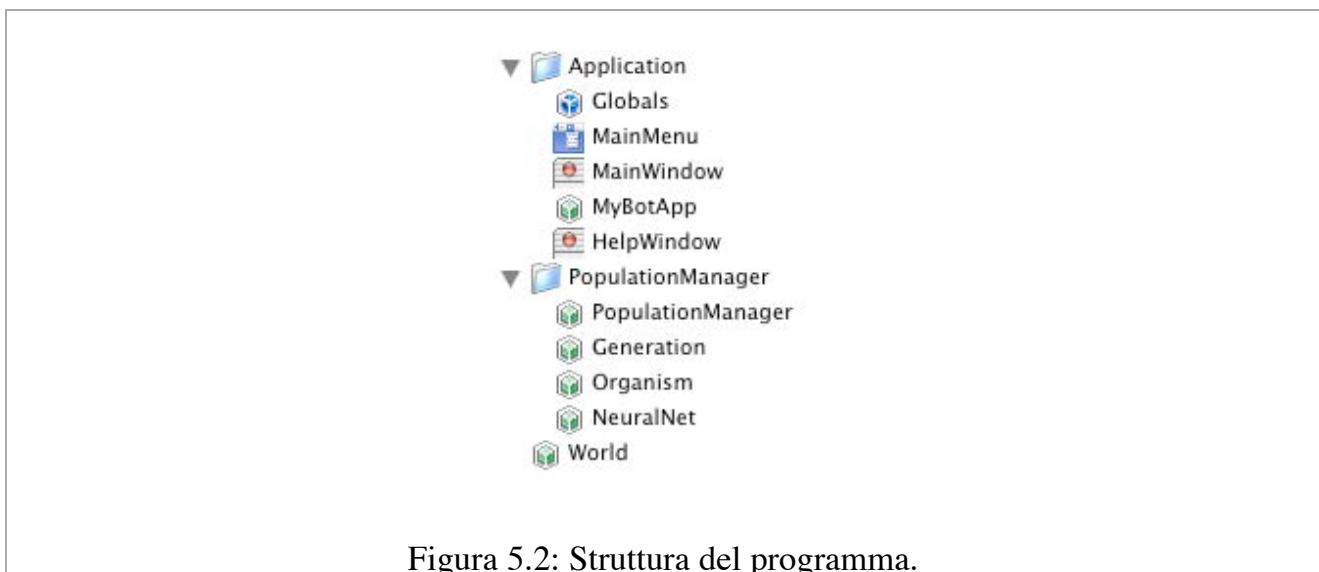 Application
Globals
MainMenu
MainWindow
MyBotApp
HelpWindow
PopulationManager
PopulationManager
Generation
Organism
NeuralNet
World
Figura 5.2: Struttura del programma.